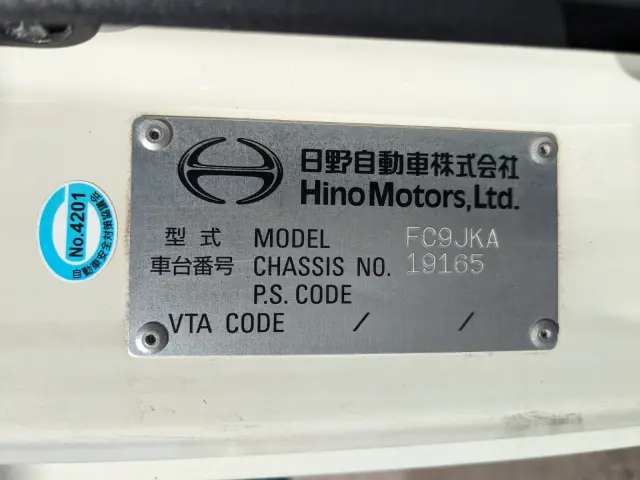 日野自動車株式会社
Hino Motors, Ltd.
型式 MODEL FC9JKA
車台番号 CHASSIS NO. 19165
P.S. CODE
VTA CODE / /
No.4201